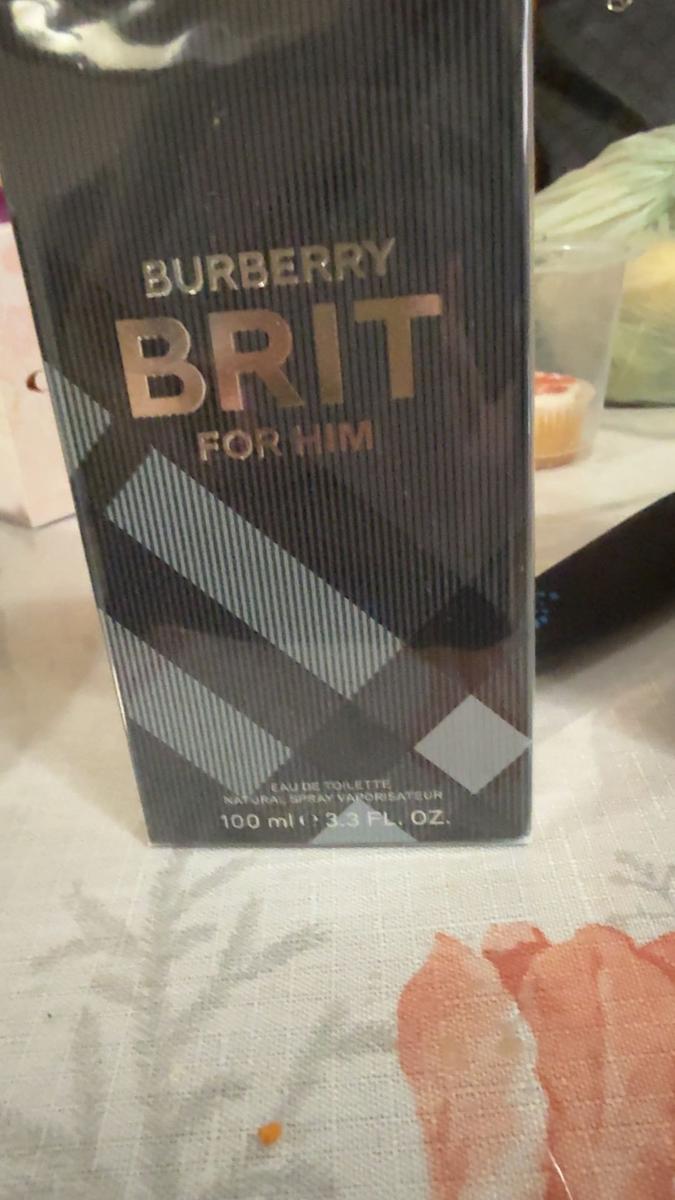 BURBERRY
BRIT
FOR HIM
EAU DE TOILETTE
NATURAL SPRAY VAPORISATEUR
100 ml e 3.3 FL. OZ.